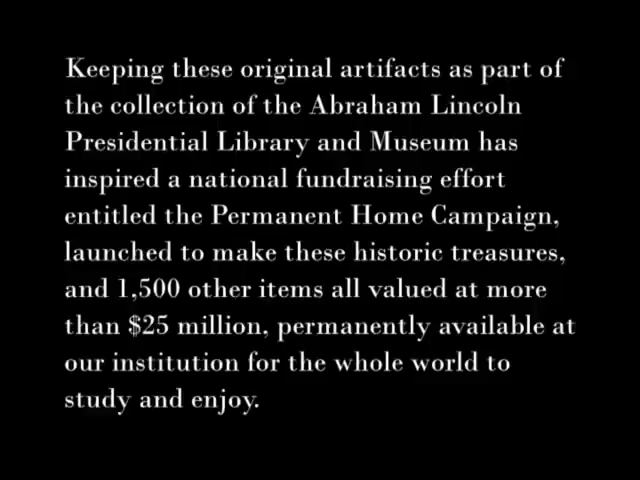 Keeping these original artifacts as part of
the collection of the Abraham Lincoln
Presidential Library and Museum has
inspired a national fundraising effort
entitled the Permanent Home Campaign,
launched to make these historic treasures,
and 1,500 other items all valued at more
than $25 million, permanently available at
our institution for the whole world to
study and enjoy.